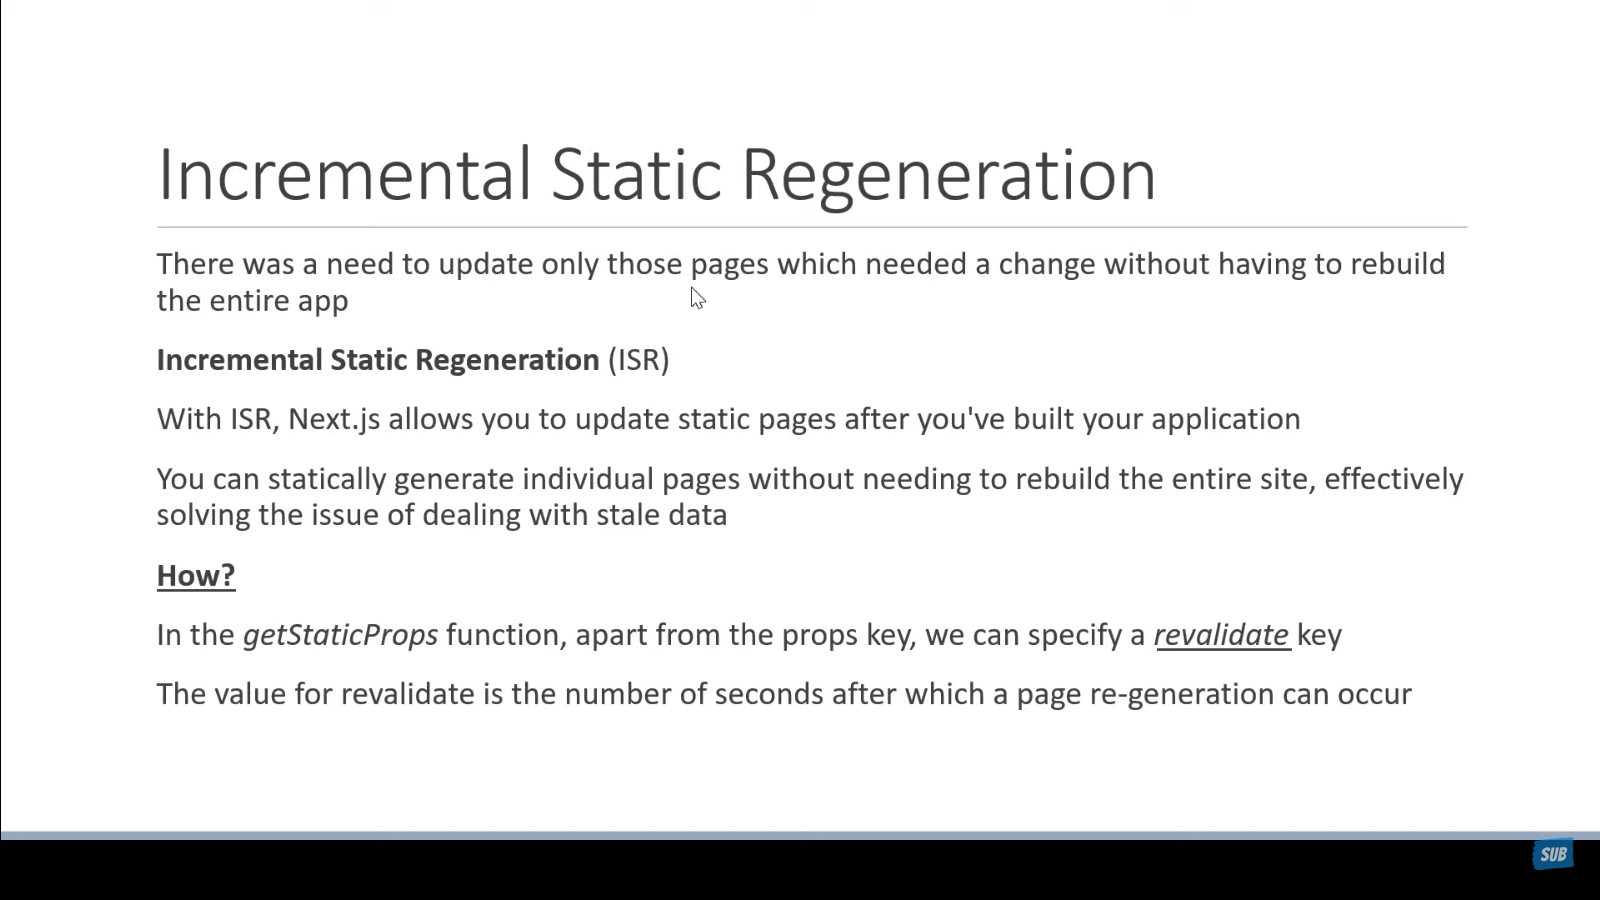 Incremental Static Regeneration
There was a need to update only those pages which needed a change without having to rebuild
the entire app
Incremental Static Regeneration (ISR)
With ISR, Next.js allows you to update static pages after you've built your application
You can statically generate individual pages without needing to rebuild the entire site, effectively
solving the issue of dealing with stale data
How?
In the getStaticProps function, apart from the props key, we can specify a revalidate key
The value for revalidate is the number of seconds after which a page re-generation can occur
SUB